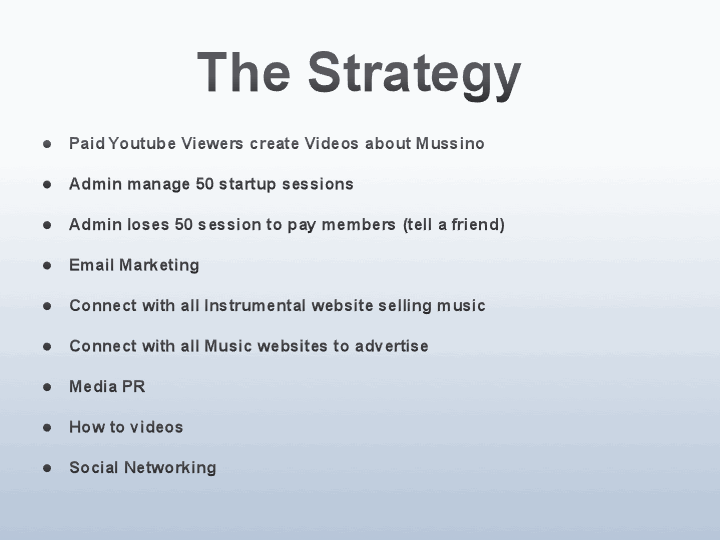 The Strategy
● Paid Youtube Viewers create Videos about Mussino
● Admin manage 50 startup sessions
● Admin loses 50 session to pay members (tell a friend)
● Email Marketing
● Connect with all Instrumental website selling music
● Connect with all Music websites to advertise
● Media PR
● How to videos
● Social Networking